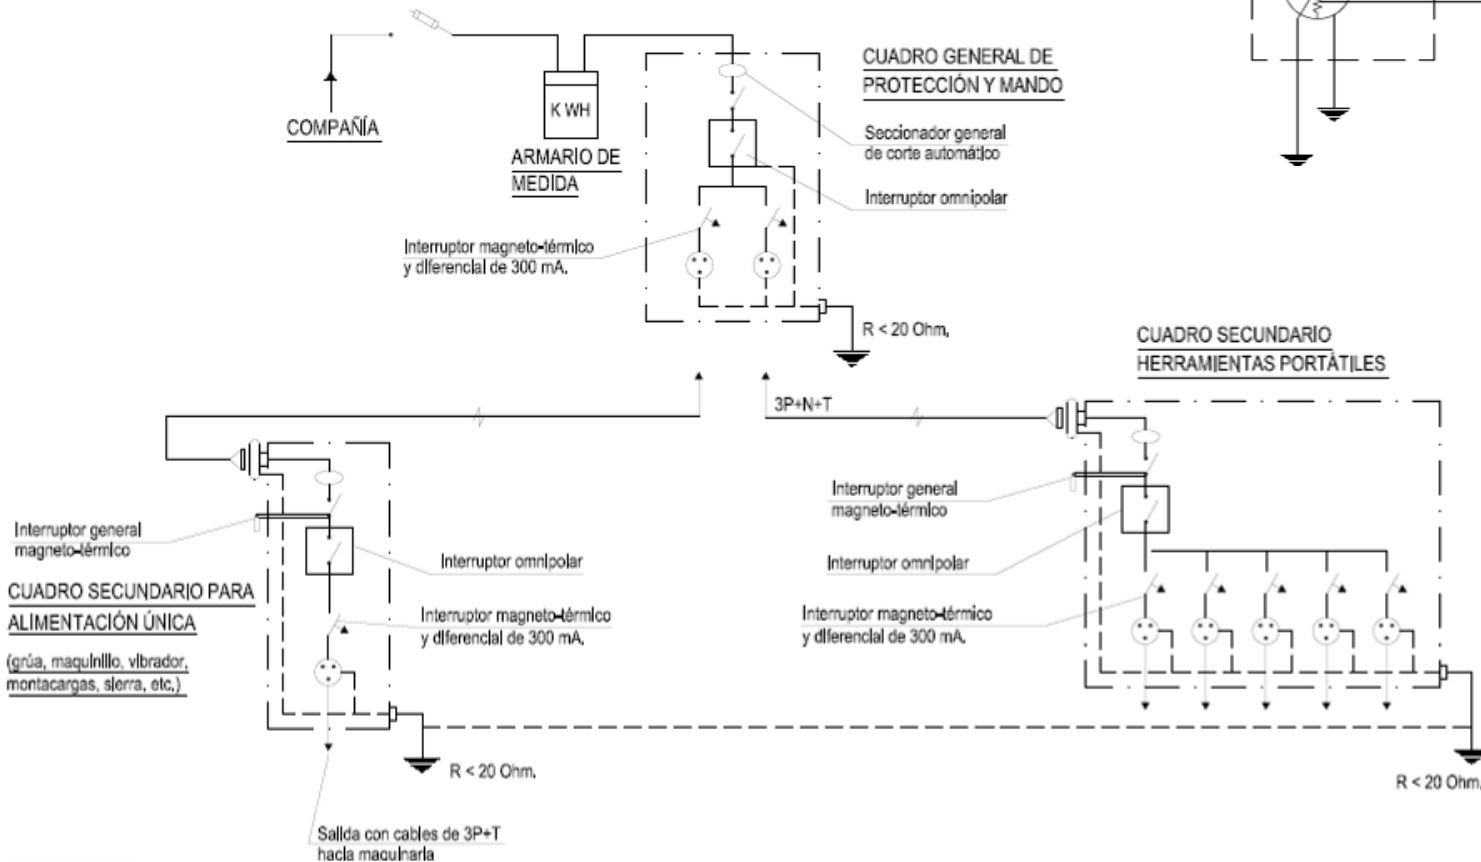 COMPAÑÍA
K WH
ARMARIO DE
MEDIDA
CUADRO GENERAL DE
PROTECCIÓN Y MANDO
Seccionador general
de corte automático
Interruptor omnipolar
Interruptor magneto-térmico
y diferencial de 300 mA.
R < 20 Ohm.
CUADRO SECUNDARIO
HERRAMIENTAS PORTÁTILES
3P+N+T
Interruptor general
magneto-térmico
Interruptor omnipolar
Interruptor magneto-térmico
y diferencial de 300 mA.
R < 20 Ohm.
Interruptor general
magneto-térmico
Interruptor omnipolar
CUADRO SECUNDARIO PARA
ALIMENTACIÓN ÚNICA
(grúa, maquinillo, vibrador,
montacargas, sierra, etc.)
Interruptor magneto-térmico
y diferencial de 300 mA.
R < 20 Ohm.
Salida con cables de 3P+T
hacia maquinaria